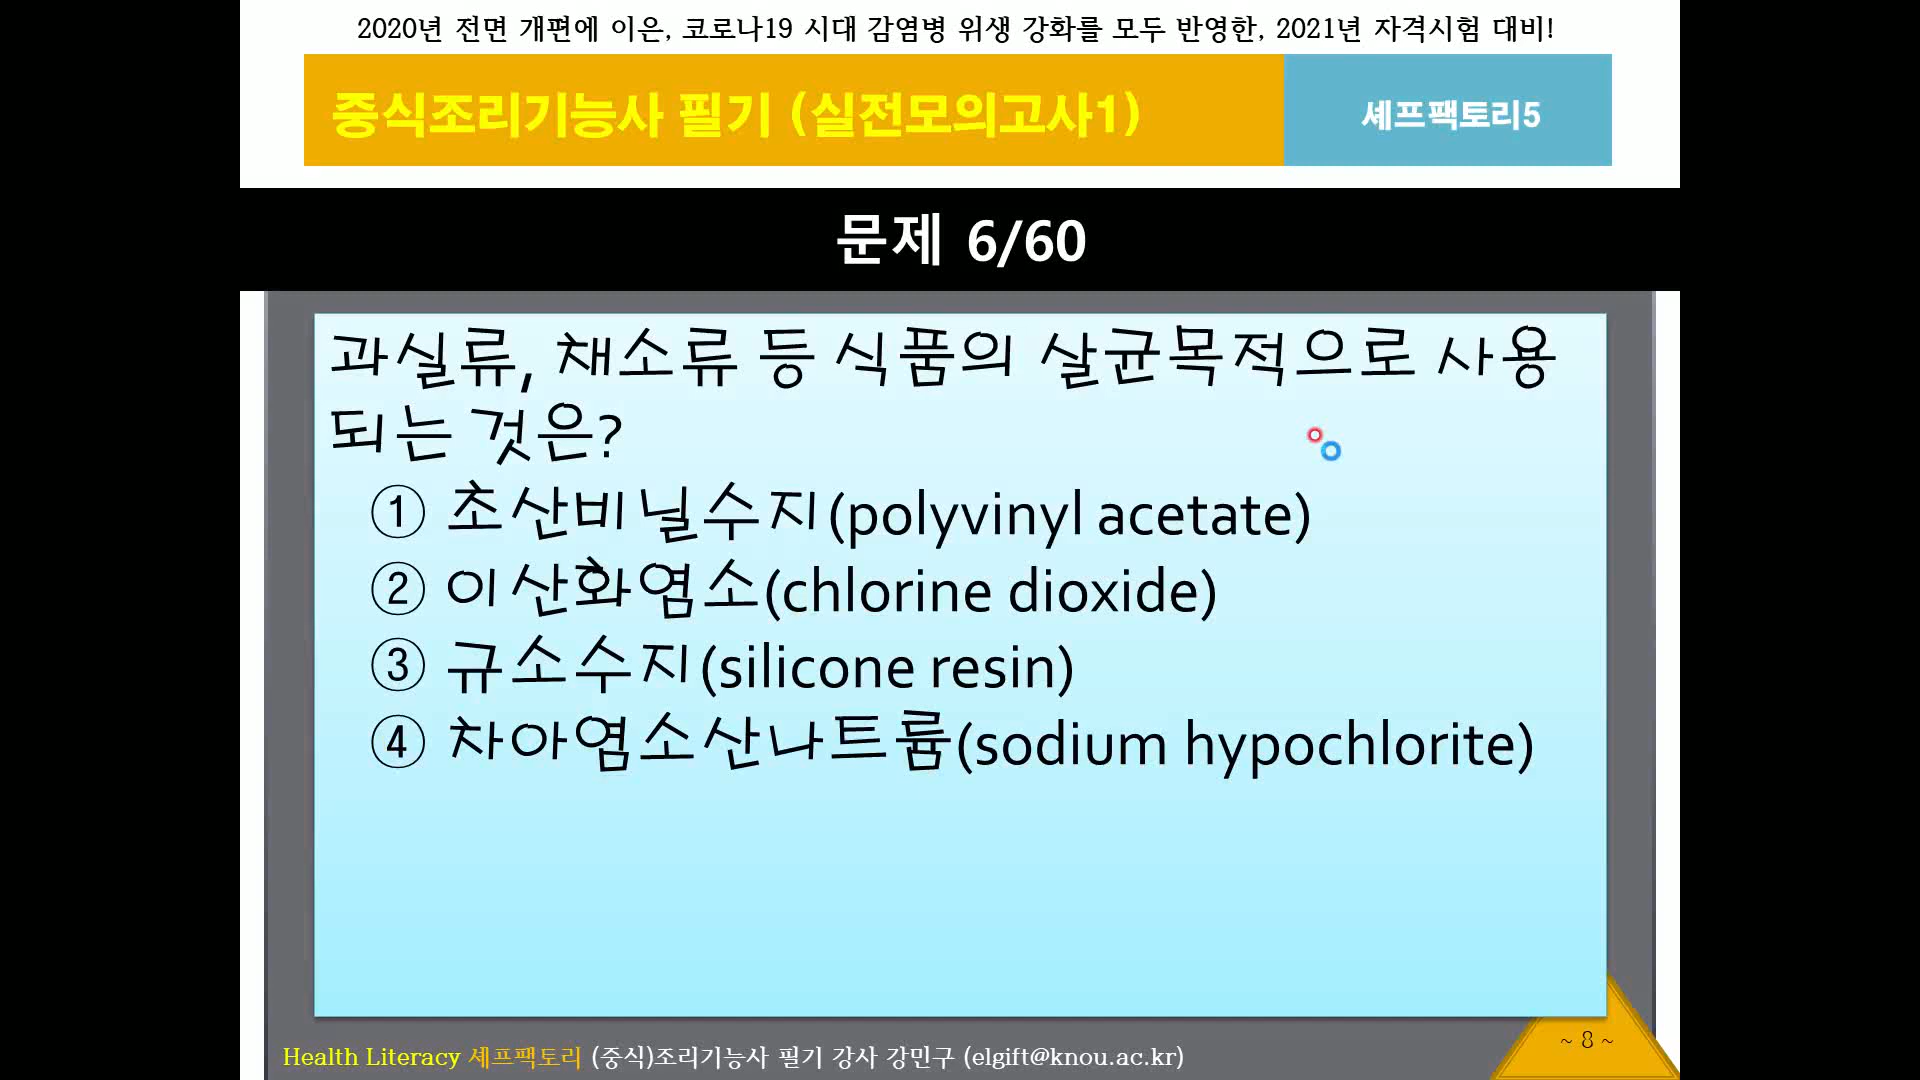 2020년 전면 개편에 이은, 코로나19 시대 감염병 위생 강화를 모두 반영한, 2021년 자격시험 대비!
중식조리기능사 필기 (실전모의고사1)
셰프팩토리5
문제 6/60
과실류, 채소류 등 식품의 살균목적으로 사용
되는 것은?
① 초산비닐수지(polyvinyl acetate)
② 이산화염소(chlorine dioxide)
③ 규소수지(silicone resin)
④ 차아염소산나트륨(sodium hypochlorite)
Health Literacy 셰프팩토리 (중식)조리기능사 필기 강사 강민구 (elgift@knou.ac.kr)
~ 8 ~